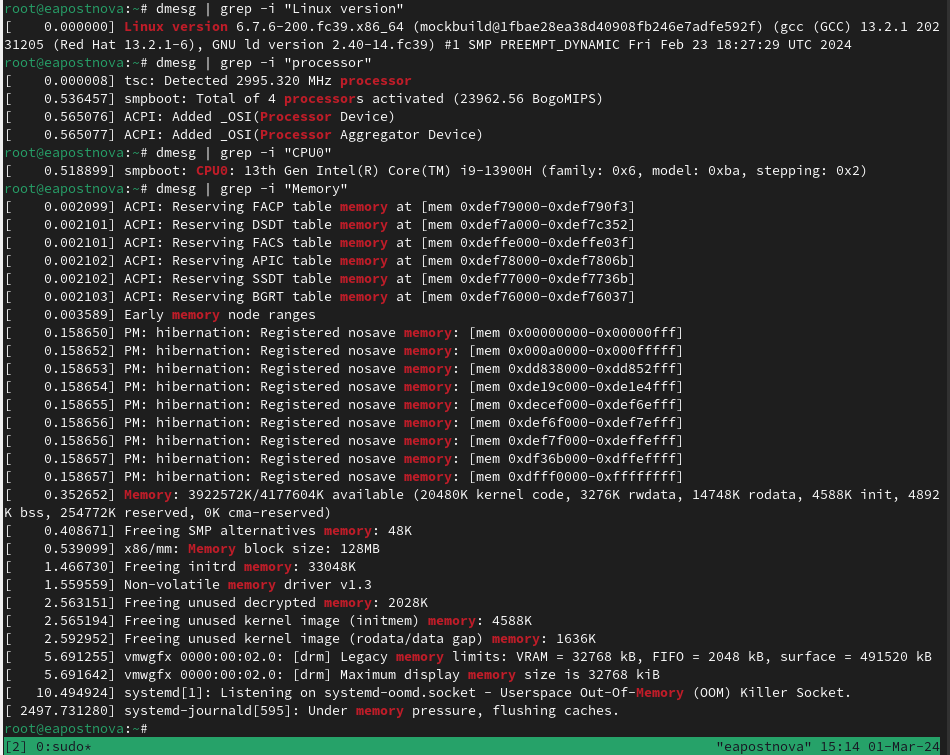 root@eapostnova:~# dmesg | grep -i "Linux version"
[    0.000000] Linux version 6.7.6-200.fc39.x86_64 (mockbuild@1fbae28ea38d40908fb246e7adfe592f) (gcc (GCC) 13.2.1 202
31205 (Red Hat 13.2.1-6), GNU ld version 2.40-14.fc39) #1 SMP PREEMPT_DYNAMIC Fri Feb 23 18:27:29 UTC 2024
root@eapostnova:~# dmesg | grep -i "processor"
[    0.000008] tsc: Detected 2995.320 MHz processor
[    0.536457] smpboot: Total of 4 processors activated (23962.56 BogoMIPS)
[    0.565076] ACPI: Added _OSI(Processor Device)
[    0.565077] ACPI: Added _OSI(Processor Aggregator Device)
root@eapostnova:~# dmesg | grep -i "CPU0"
[    0.518899] smpboot: CPU0: 13th Gen Intel(R) Core(TM) i9-13900H (family: 0x6, model: 0xba, stepping: 0x2)
root@eapostnova:~# dmesg | grep -i "Memory"
[    0.002099] ACPI: Reserving FACP table memory at [mem 0xdef79000-0xdef790f3]
[    0.002101] ACPI: Reserving DSDT table memory at [mem 0xdef7a000-0xdef7c352]
[    0.002101] ACPI: Reserving FACS table memory at [mem 0xdeffe000-0xdeffe03f]
[    0.002102] ACPI: Reserving APIC table memory at [mem 0xdef78000-0xdef7806b]
[    0.002102] ACPI: Reserving SSDT table memory at [mem 0xdef77000-0xdef7736b]
[    0.002103] ACPI: Reserving BGRT table memory at [mem 0xdef76000-0xdef76037]
[    0.003589] Early memory node ranges
[    0.158650] PM: hibernation: Registered nosave memory: [mem 0x00000000-0x00000fff]
[    0.158652] PM: hibernation: Registered nosave memory: [mem 0x000a0000-0x000fffff]
[    0.158653] PM: hibernation: Registered nosave memory: [mem 0xdd838000-0xdd852fff]
[    0.158654] PM: hibernation: Registered nosave memory: [mem 0xde19c000-0xde1e4fff]
[    0.158655] PM: hibernation: Registered nosave memory: [mem 0xdecef000-0xdef6efff]
[    0.158656] PM: hibernation: Registered nosave memory: [mem 0xdef6f000-0xdef7efff]
[    0.158656] PM: hibernation: Registered nosave memory: [mem 0xdef7f000-0xdeffefff]
[    0.158657] PM: hibernation: Registered nosave memory: [mem 0xdf36b000-0xdffeffff]
[    0.158657] PM: hibernation: Registered nosave memory: [mem 0xdfff0000-0xffffffff]
[    0.352652] Memory: 3922572K/4177604K available (20480K kernel code, 3276K rwdata, 14748K rodata, 4588K init, 4892
K bss, 254772K reserved, 0K cma-reserved)
[    0.408671] Freeing SMP alternatives memory: 48K
[    0.539099] x86/mm: Memory block size: 128MB
[    1.466730] Freeing initrd memory: 33048K
[    1.559559] Non-volatile memory driver v1.3
[    2.563151] Freeing unused decrypted memory: 2028K
[    2.565194] Freeing unused kernel image (initmem) memory: 4588K
[    2.592952] Freeing unused kernel image (rodata/data gap) memory: 1636K
[    5.691255] vmwgfx 0000:00:02.0: [drm] Legacy memory limits: VRAM = 32768 kB, FIFO = 2048 kB, surface = 491520 kB
[    5.691642] vmwgfx 0000:00:02.0: [drm] Maximum display memory size is 32768 kiB
[   10.494924] systemd[1]: Listening on systemd-oomd.socket - Userspace Out-Of-Memory (OOM) Killer Socket.
[ 2497.731280] systemd-journald[595]: Under memory pressure, flushing caches.
root@eapostnova:~#
[2] 0:sudo* "eapostnova" 15:14 01-Mar-24